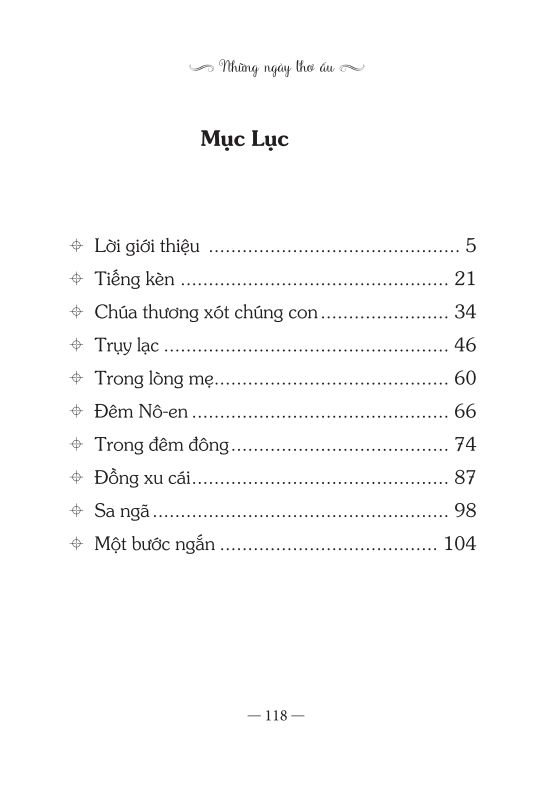 Những ngày thơ ấu
Mục Lục
Lời giới thiệu ............................................. 5
Tiếng kèn ................................................ 21
Chúa thương xót chúng con ....................... 34
Trụy lạc ................................................... 46
Trong lòng mẹ .......................................... 60
Đêm Nô-en .............................................. 66
Trong đêm đông ....................................... 74
Đồng xu cái .............................................. 87
Sa ngã ..................................................... 98
Một bước ngắn ....................................... 104
— 118 —